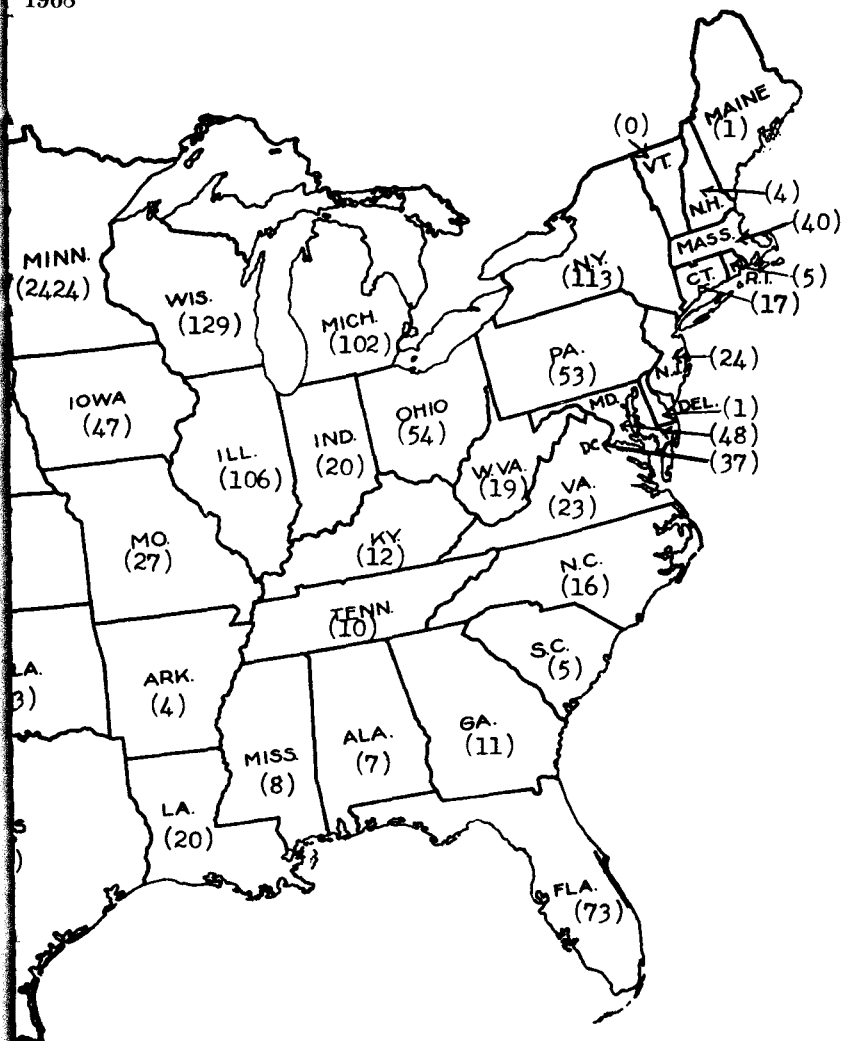 1968
MAINE
(1)
(0)
VT.
N.H.
(4)
MASS.
(40)
R.I.
(5)
CT.
(17)
N.Y.
(113)
MINN.
(2424)
WIS.
(129)
MICH.
(102)
PA.
(53)
N.J.
(24)
DEL.
(1)
MD.
(48)
DC
(37)
IOWA
(47)
ILL.
(106)
IND.
(20)
OHIO
(54)
W.VA.
(19)
VA.
(23)
MO.
(27)
KY.
(12)
N.C.
(16)
TENN.
(10)
S.C.
(5)
LA.
3)
ARK.
(4)
MISS.
(8)
ALA.
(7)
GA.
(11)
LA.
(20)
S
)
FLA.
(73)